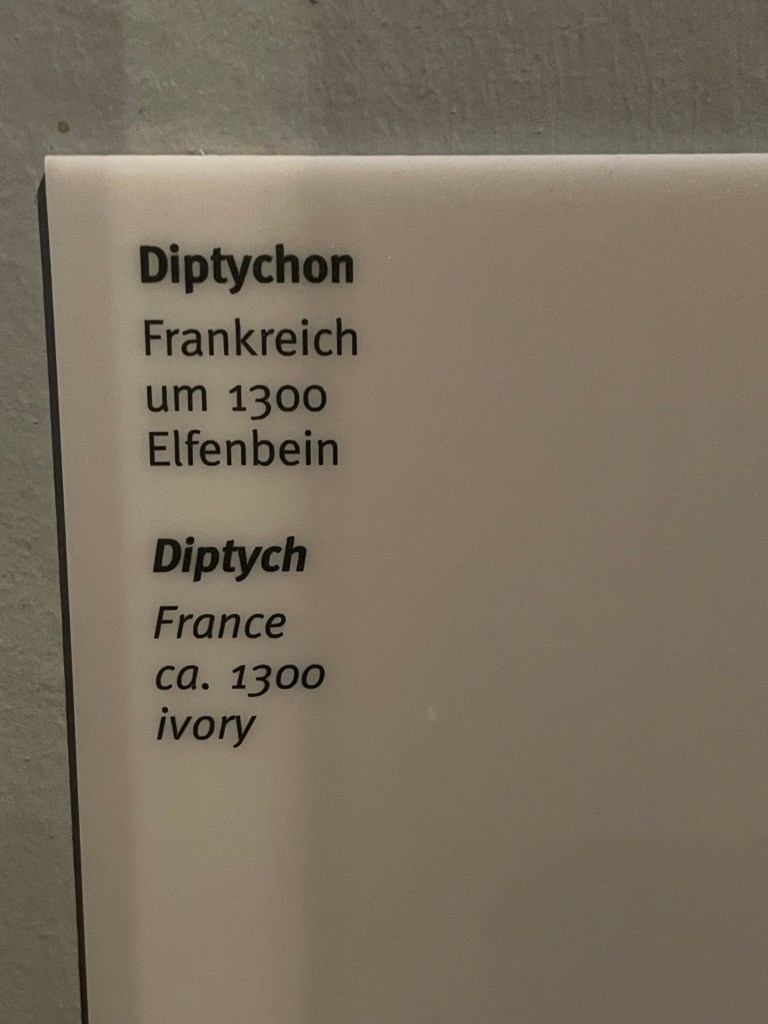 Diptychon
Frankreich
um 1300
Elfenbein
Diptych
France
ca. 1300
ivory